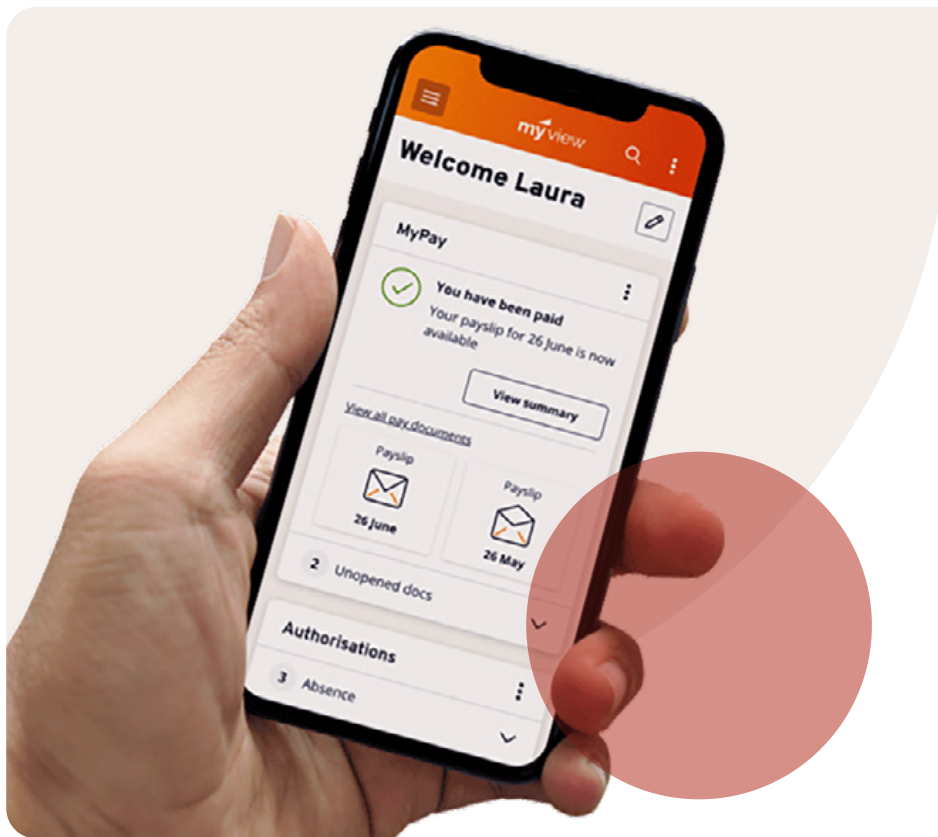 myview
Welcome Laura
MyPay
You have been paid
Your payslip for 26 June is now
available
View summary
View all pay documents
Payslip
26 June
Payslip
26 May
2 Unopened docs
Authorisations
3 Absence